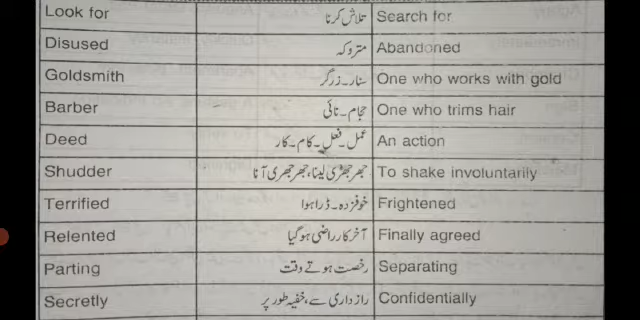 Look for تلاش کرنا Search for
Disused متروکہ Abandoned
Goldsmith سنار۔زرگر One who works with gold
Barber حجام۔نائی One who trims hair
Deed عمل۔فعل۔کام۔کار An action
Shudder جھرجھڑی لینا، جھرجھری آنا To shake involuntarily
Terrified خوفزدہ۔ڈرا ہوا Frightened
Relented آخر کار راضی ہوگیا Finally agreed
Parting رخصت ہوتے وقت Separating
Secretly رازداری سے، خفیہ طور پر Confidentially